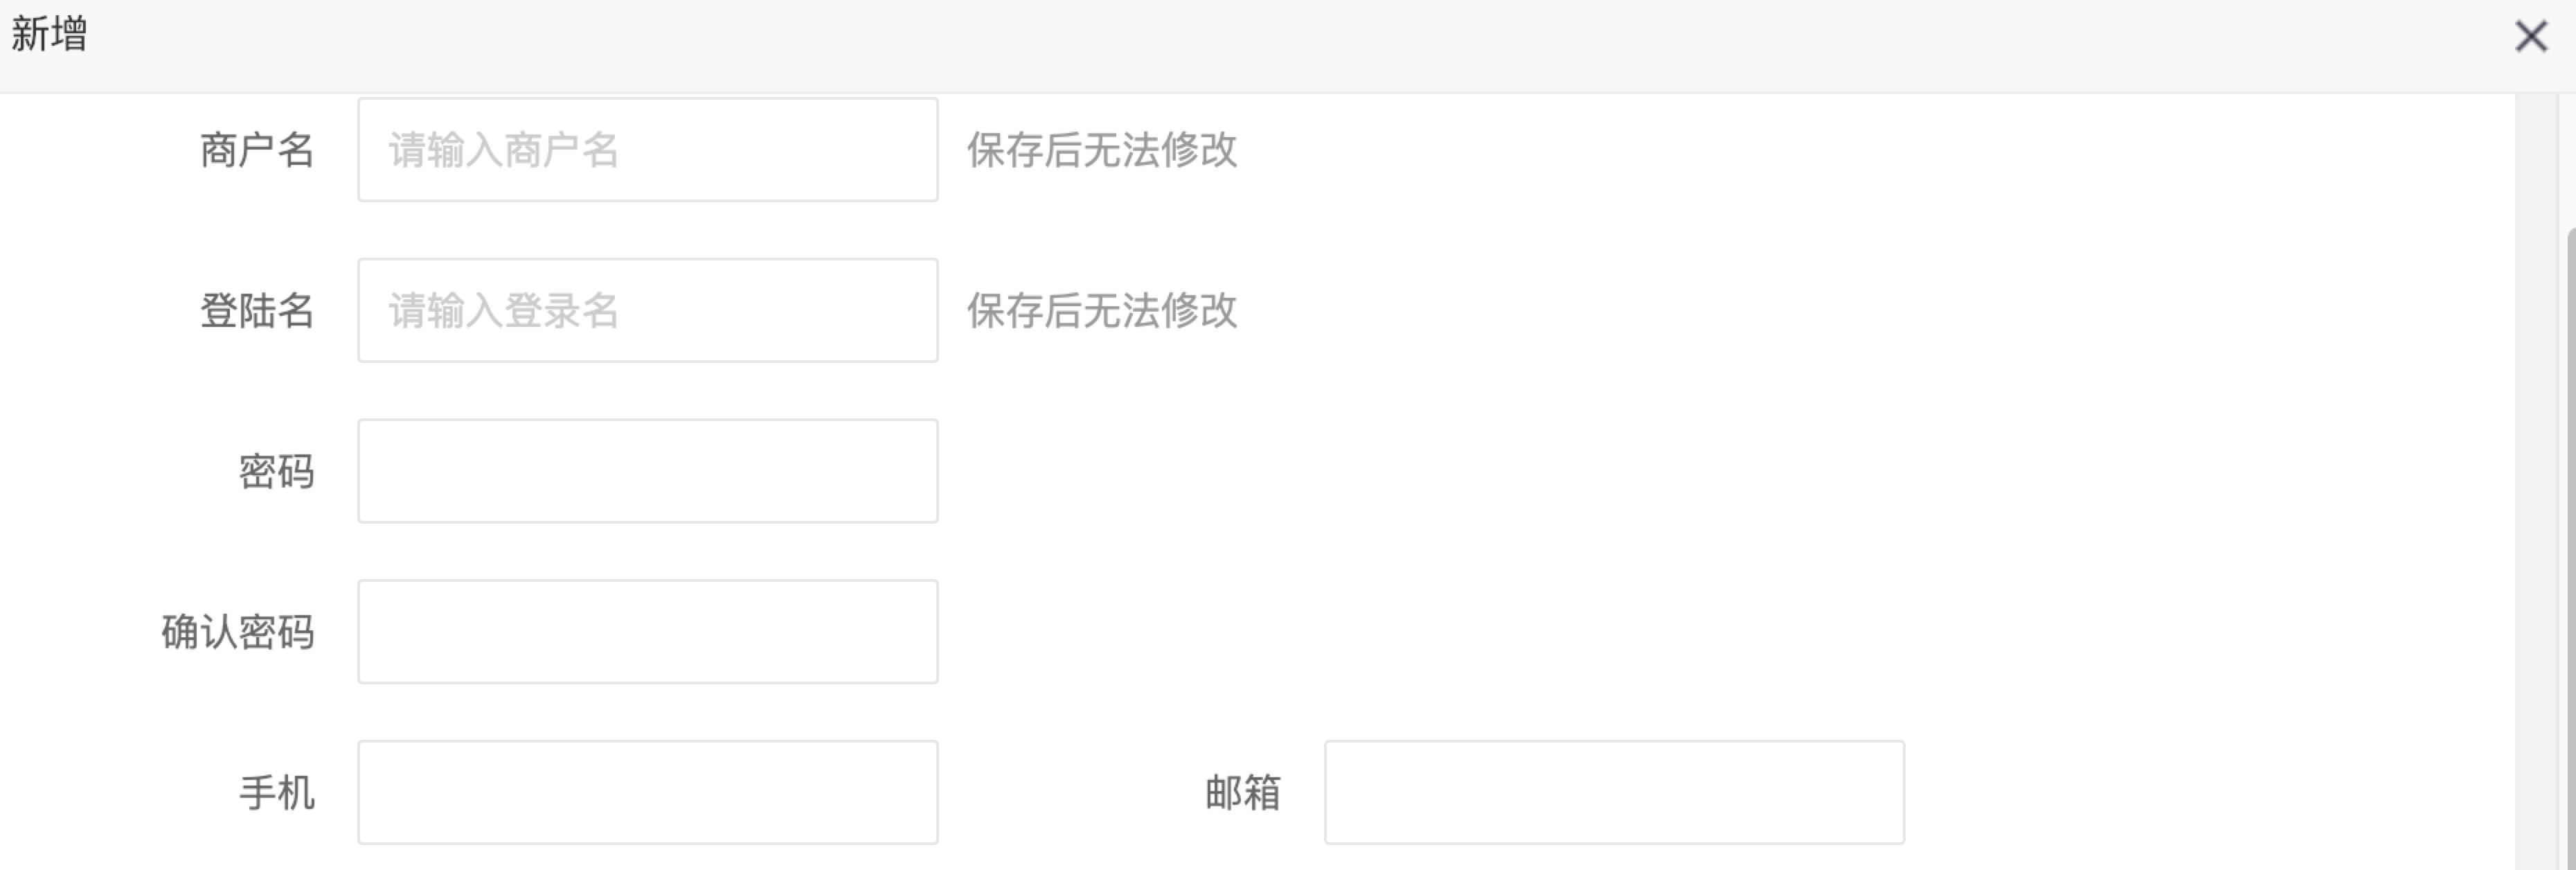 新增
商户名 请输入商户名 保存后无法修改
登陆名 请输入登录名 保存后无法修改
密码
确认密码
手机 邮箱